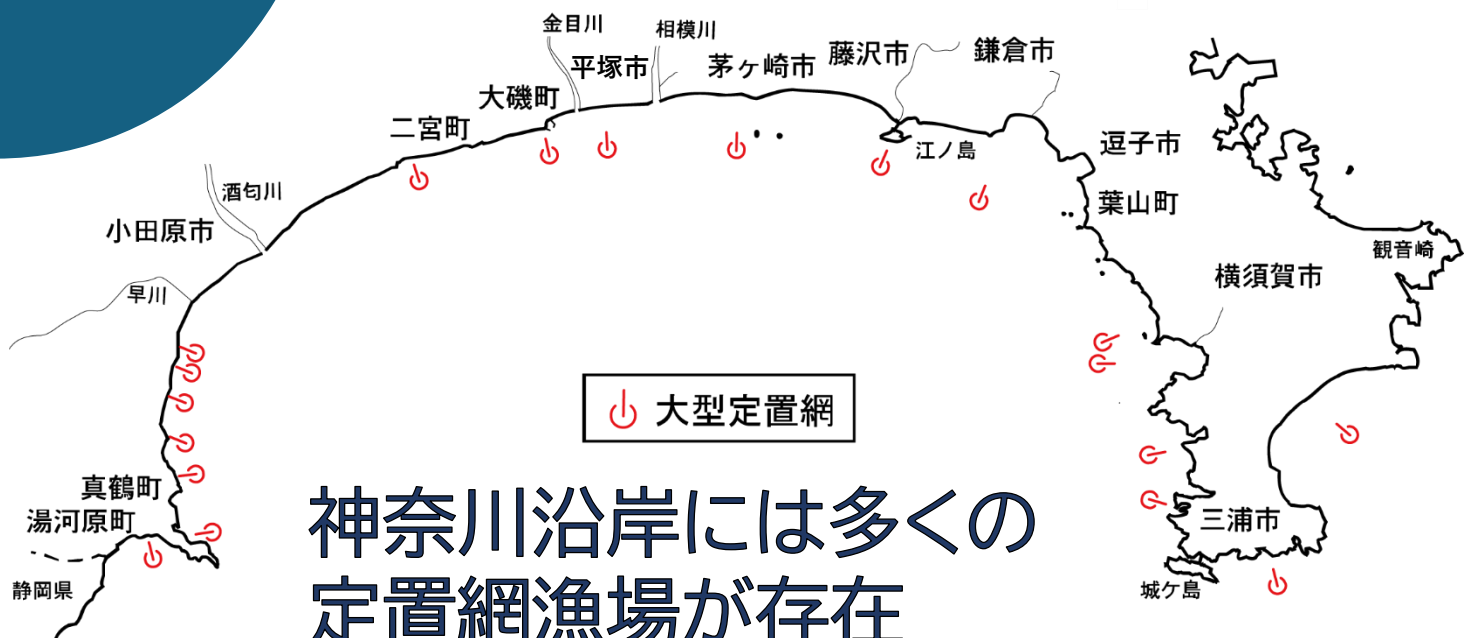 金目川
相模川
平塚市
茅ヶ崎市
藤沢市
鎌倉市
大磯町
二宮町
江ノ島
逗子市
酒匂川
葉山町
小田原市
観音崎
横須賀市
早川
大型定置網
真鶴町
湯河原町
三浦市
静岡県
城ケ島
神奈川沿岸には多くの
定置網漁場が存在